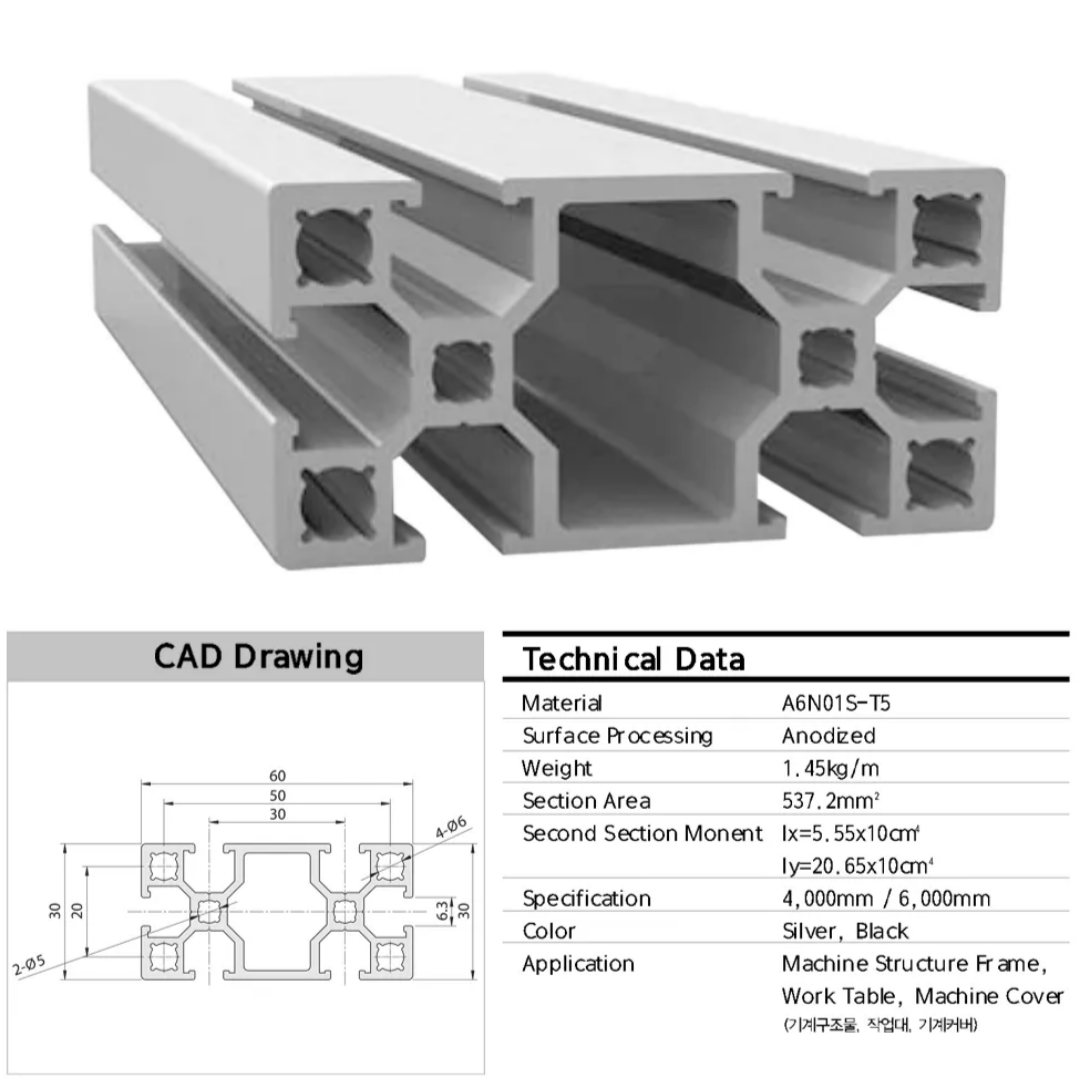 CAD Drawing
60
50
30
4-Ø6
30
20
6.3
30
2-Ø5
Technical Data
Material A6N01S-T5
Surface Processing Anodized
Weight 1.45kg/m
Section Area 537.2mm²
Second Section Monent Ix=5.55x10cm⁴
Iy=20.65x10cm⁴
Specification 4,000mm / 6,000mm
Color Silver, Black
Application Machine Structure Frame,
Work Table, Machine Cover
(기계구조물, 작업대, 기계커버)